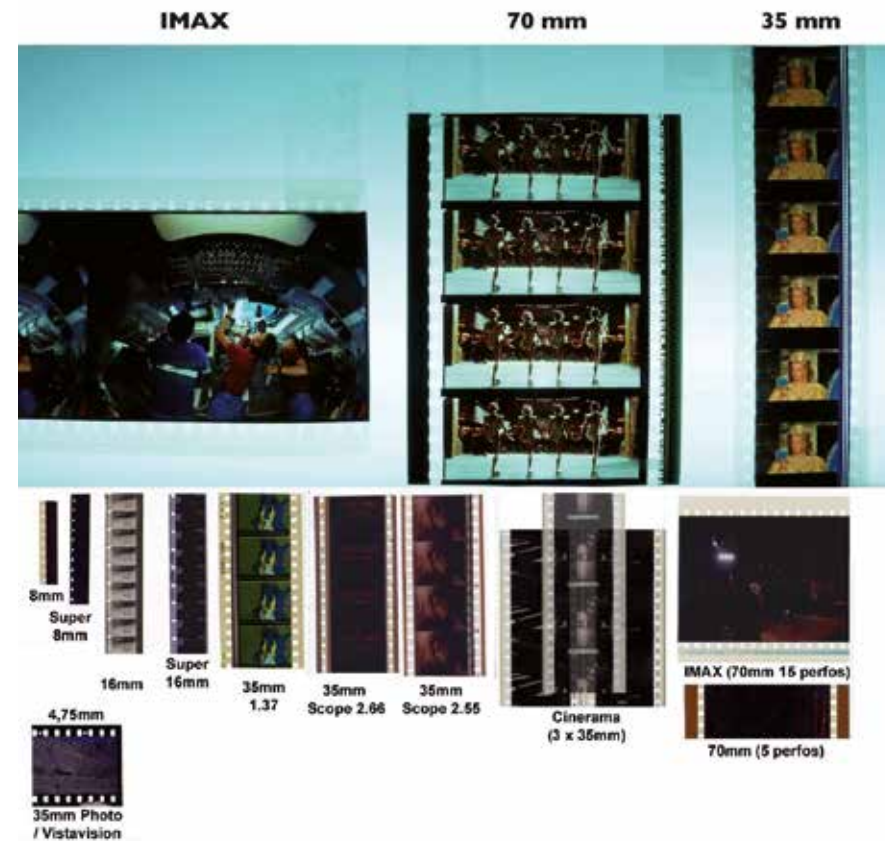 IMAX
70 mm
35 mm
8mm
Super
8mm
16mm
Super
16mm
35mm
1.37
35mm
Scope 2.66
35mm
Scope 2.55
Cinerama
(3 x 35mm)
IMAX (70mm 15 perfos)
70mm (5 perfos)
4,75mm
35mm Photo
/ Vistavision